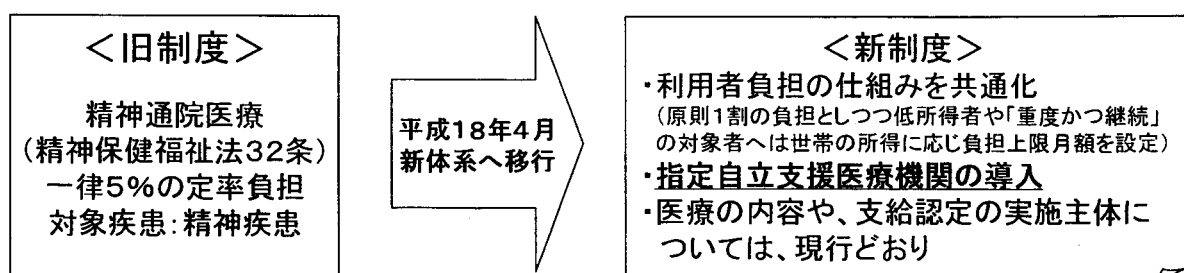 ＜旧制度＞
精神通院医療
(精神保健福祉法32条)
一律5%の定率負担
対象疾患:精神疾患
平成18年4月
新体系へ移行
＜新制度＞
・利用者負担の仕組みを共通化
(原則1割の負担としつつ低所得者や「重度かつ継続」
の対象者へは世帯の所得に応じ負担上限月額を設定)
・指定自立支援医療機関の導入
・医療の内容や、支給認定の実施主体に
ついては、現行どおり